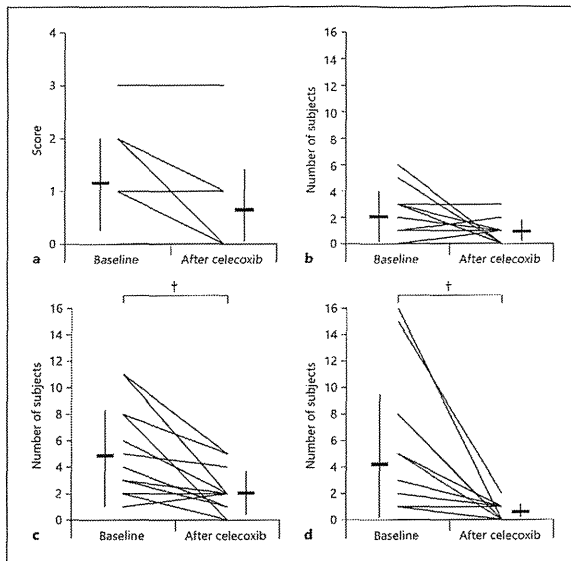 4
3
2
1
0
Score
a
Baseline
After celecoxib
16
14
12
10
8
6
4
2
0
Number of subjects
b
Baseline
After celecoxib
†
16
14
12
10
8
6
4
2
0
Number of subjects
c
Baseline
After celecoxib
†
16
14
12
10
8
6
4
2
0
Number of subjects
d
Baseline
After celecoxib